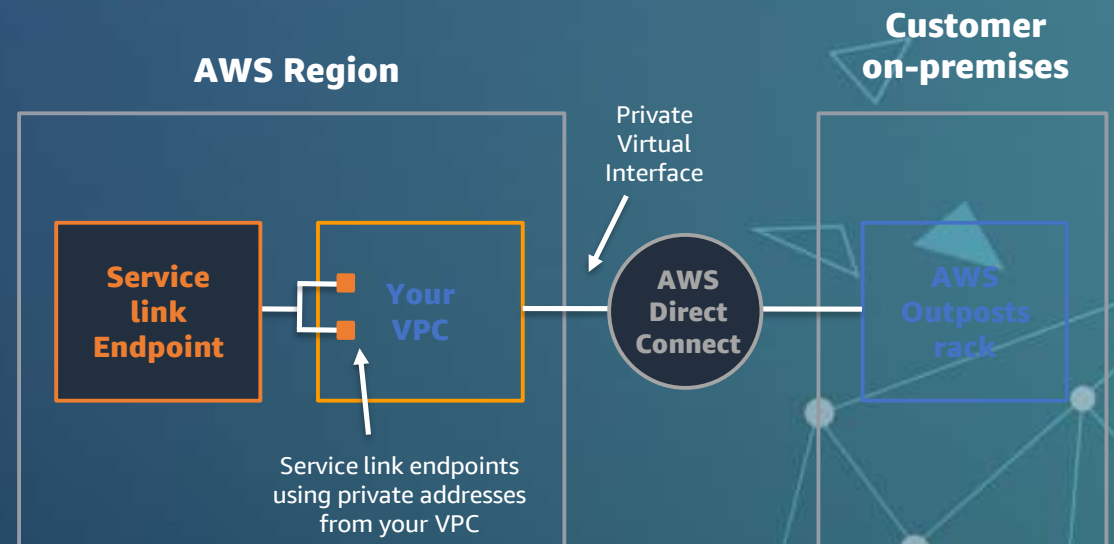 AWS Region
Customer
on-premises
Private
Virtual
Interface
Service
link
Endpoint
Your
VPC
AWS
Direct
Connect
AWS
Outposts
rack
Service link endpoints
using private addresses
from your VPC